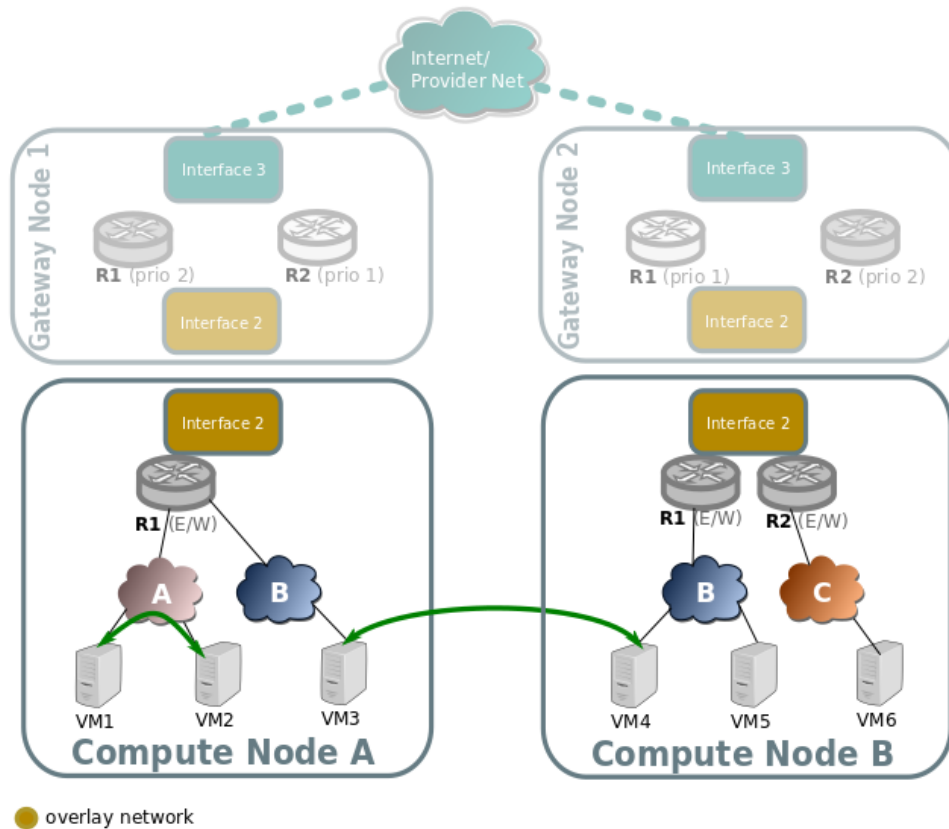 Internet/
Provider Net
Gateway Node 1
Interface 3
R1 (prio 2)
R2 (prio 1)
Interface 2
Gateway Node 2
Interface 3
R1 (prio 1)
R2 (prio 2)
Interface 2
Interface 2
R1 (E/W)
A
B
VM1
VM2
VM3
Compute Node A
Interface 2
R1 (E/W)
R2 (E/W)
B
C
VM4
VM5
VM6
Compute Node B
overlay network